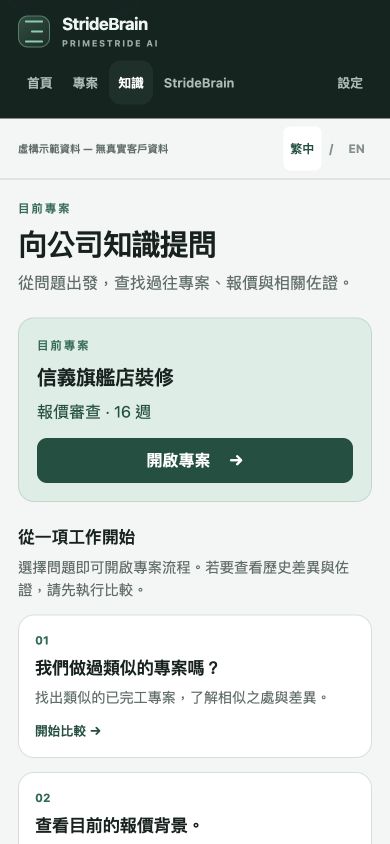 StrideBrain
PRIMESTRIDE AI
首頁 專案 知識 StrideBrain 設定
虛構示範資料 — 無真實客戶資料
繁中 / EN
目前專案
向公司知識提問
從問題出發，查找過往專案、報價與相關佐證。
目前專案
信義旗艦店裝修
報價審查 · 16 週
開啟專案 →
從一項工作開始
選擇問題即可開啟專案流程。若要查看歷史差異與佐
證，請先執行比較。
01
我們做過類似的專案嗎？
找出類似的已完工專案，了解相似之處與差異。
開始比較 →
02
查看目前的報價背景。